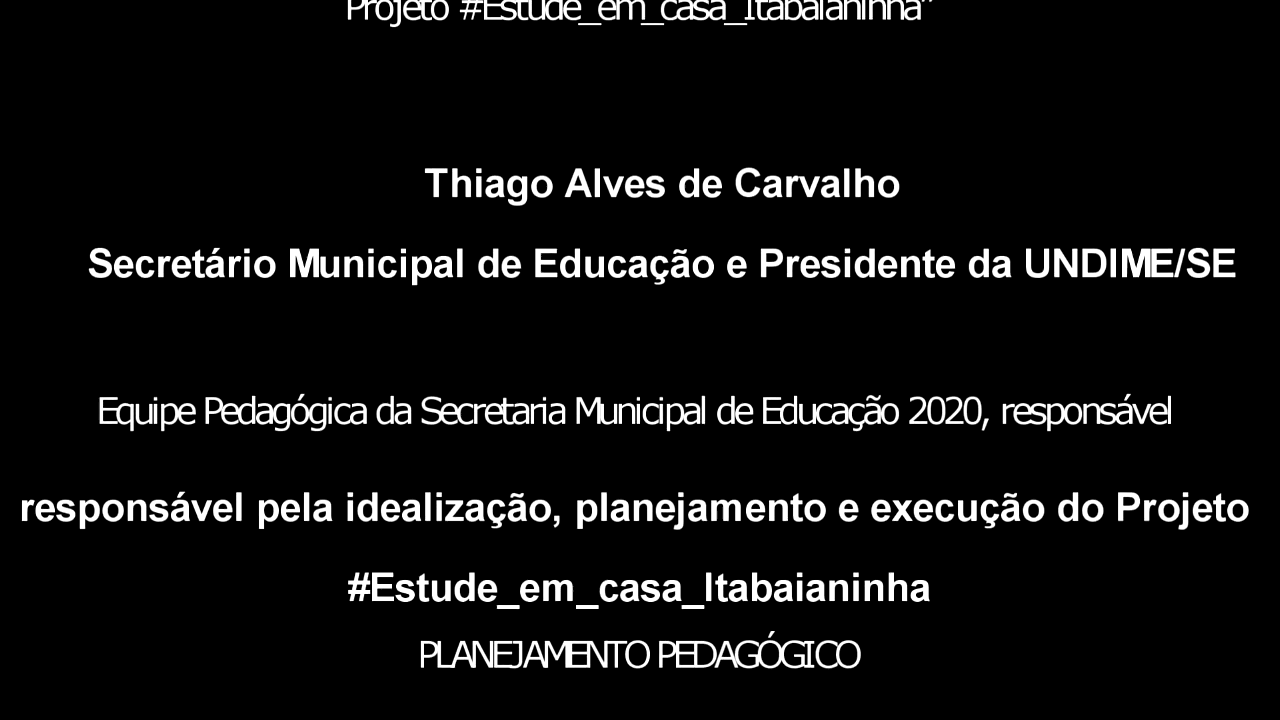 Projeto #Estude_em_casa_Itabaianinha"
Thiago Alves de Carvalho
Secretário Municipal de Educação e Presidente da UNDIME/SE
Equipe Pedagógica da Secretaria Municipal de Educação 2020, responsável
responsável pela idealização, planejamento e execução do Projeto
#Estude_em_casa_Itabaianinha
PLANEJAMENTO PEDAGÓGICO